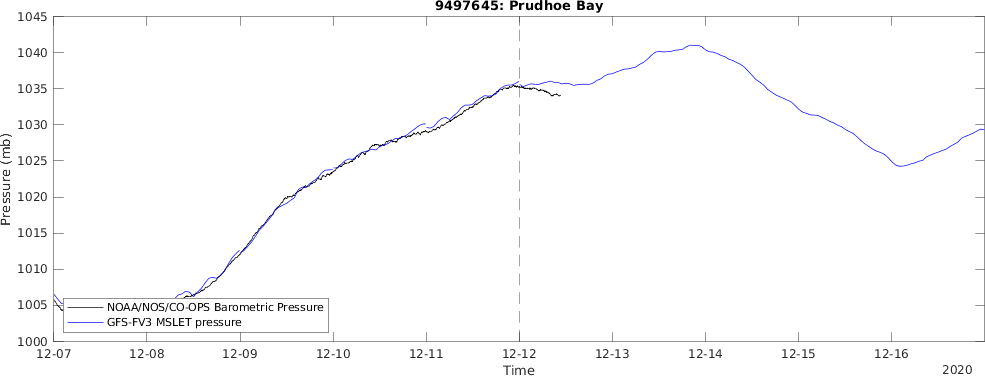 9497645: Prudhoe Bay
Pressure (mb)
1045
1040
1035
1030
1025
1020
1015
1010
1005
1000
NOAA/NOS/CO-OPS Barometric Pressure
GFS-FV3 MSLET pressure
12-07 12-08 12-09 12-10 12-11 12-12 12-13 12-14 12-15 12-16
Time
2020